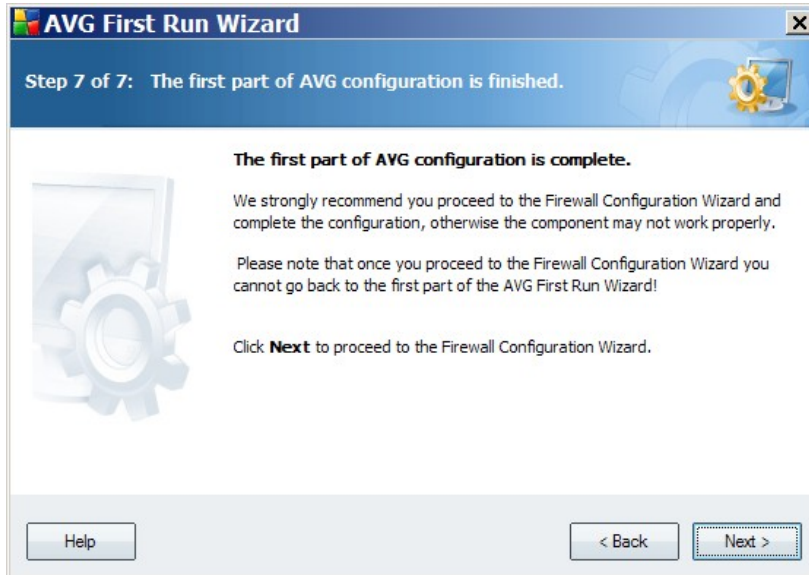 AVG First Run Wizard
Step 7 of 7: The first part of AVG configuration is finished.
The first part of AVG configuration is complete.
We strongly recommend you proceed to the Firewall Configuration Wizard and
complete the configuration, otherwise the component may not work properly.
Please note that once you proceed to the Firewall Configuration Wizard you
cannot go back to the first part of the AVG First Run Wizard!
Click Next to proceed to the Firewall Configuration Wizard.
Help
< Back
Next >